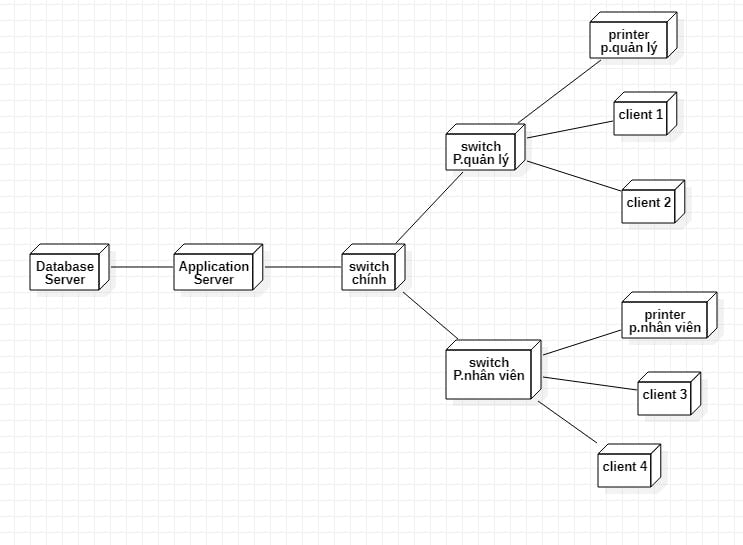 printer
p.quản lý
client 1
switch
P.quản lý
client 2
Database
Server
Application
Server
switch
chính
printer
p.nhân viên
switch
P.nhân viên
client 3
client 4